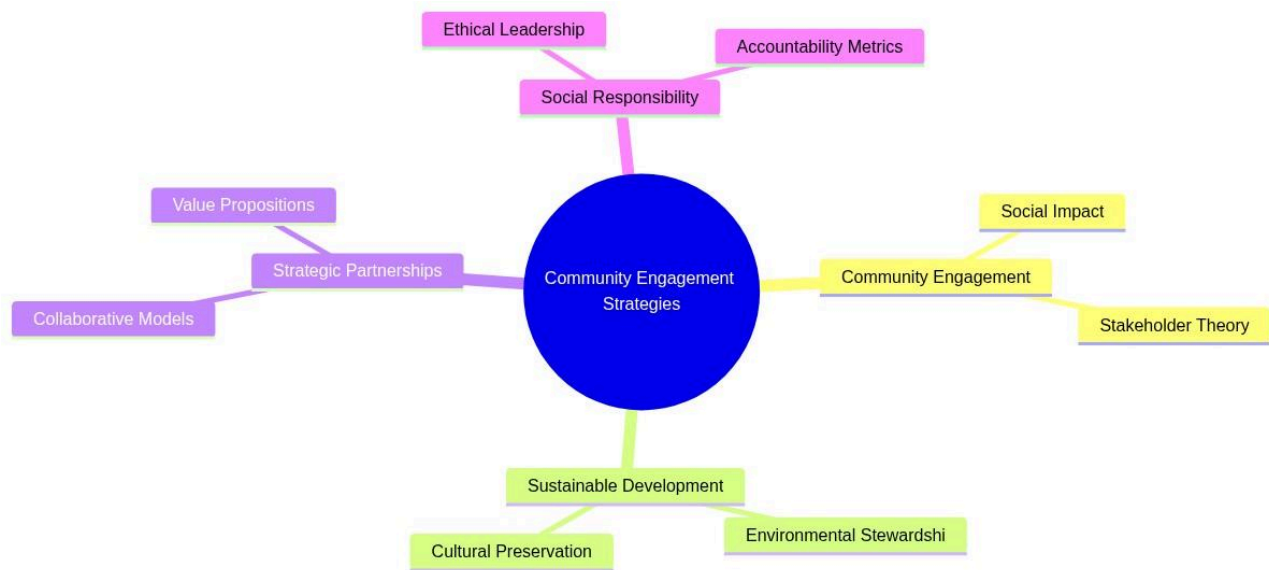 Ethical Leadership
Accountability Metrics
Social Responsibility
Value Propositions
Social Impact
Strategic Partnerships
Community Engagement
Community Engagement
Strategies
Collaborative Models
Stakeholder Theory
Sustainable Development
Environmental Stewardshi
Cultural Preservation